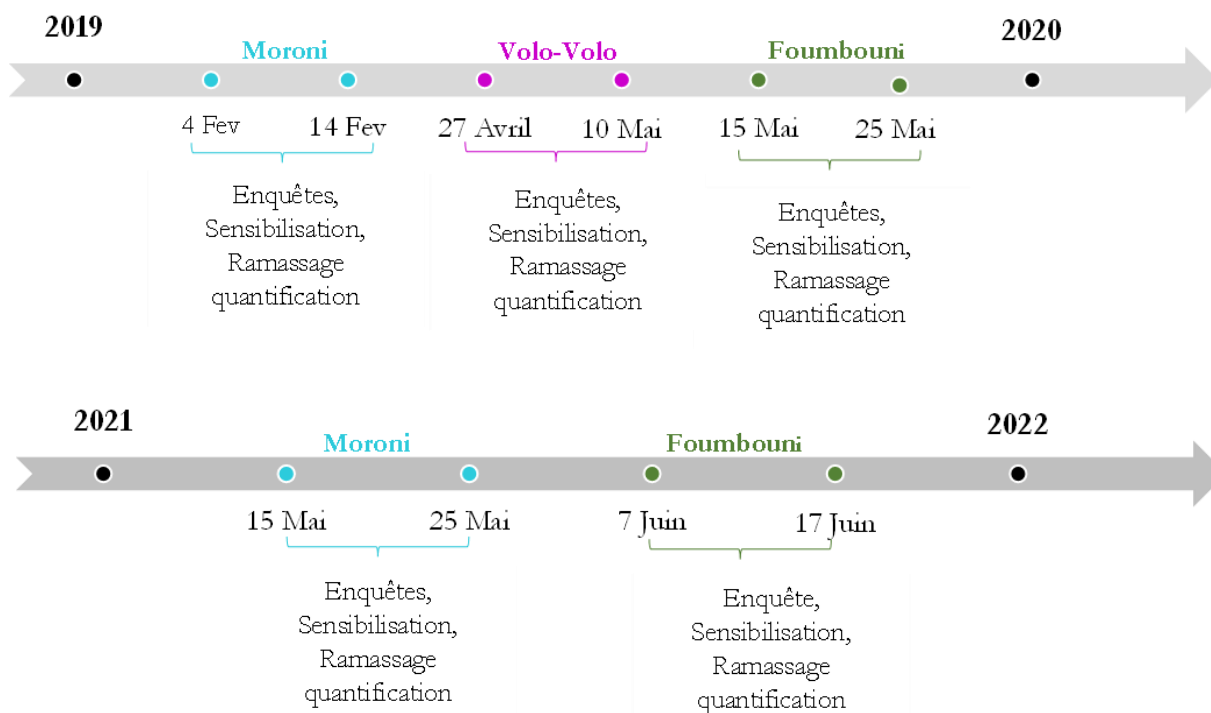 2019
2020
Moroni
Volo-Volo
Foumbouni
4 Fev
14 Fev
27 Avril
10 Mai
15 Mai
25 Mai
Enquêtes,
Sensibilisation,
Ramassage
quantification
Enquêtes,
Sensibilisation,
Ramassage
quantification
Enquêtes,
Sensibilisation,
Ramassage
quantification
2021
2022
Moroni
Foumbouni
15 Mai
25 Mai
7 Juin
17 Juin
Enquêtes,
Sensibilisation,
Ramassage
quantification
Enquête,
Sensibilisation,
Ramassage
quantification